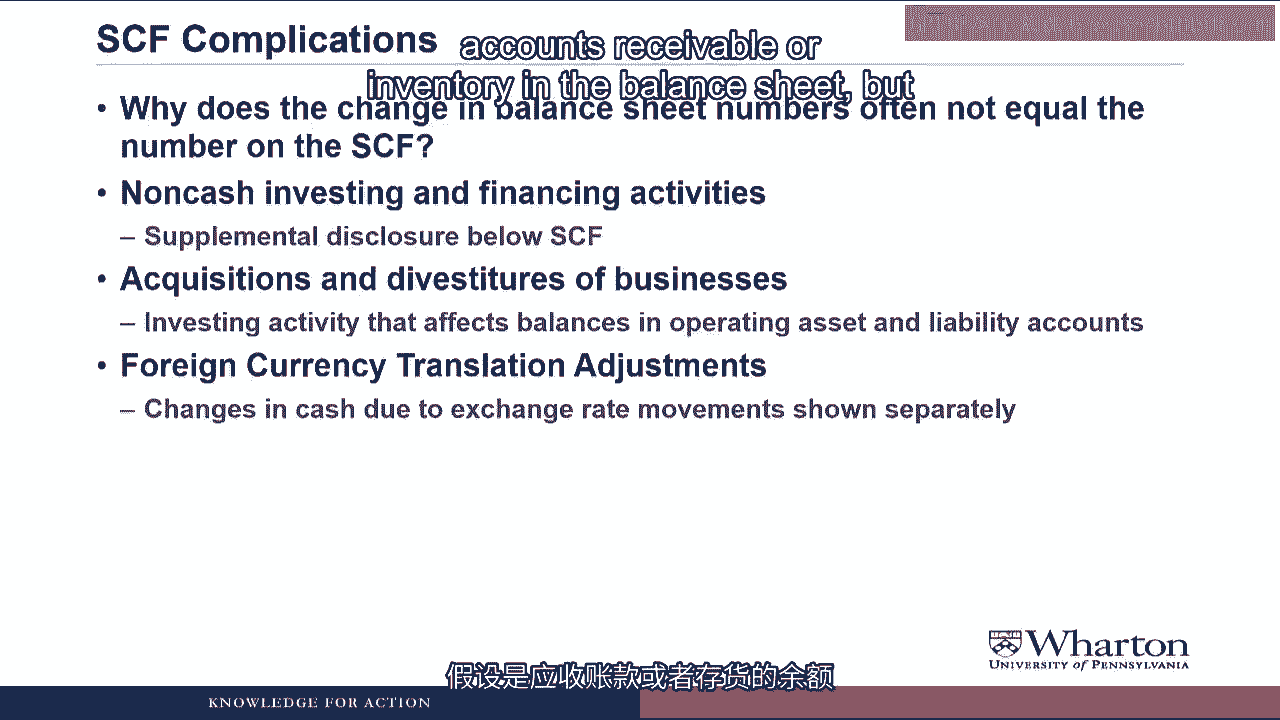 SCF Complications
accounts receivable or
inventory in the balance sheet, but
• Why does the change in balance sheet numbers often not equal the
number on the SCF?
• Noncash investing and financing activities
– Supplemental disclosure below SCF
• Acquisitions and divestitures of businesses
– Investing activity that affects balances in operating asset and liability accounts
• Foreign Currency Translation Adjustments
– Changes in cash due to exchange rate movements shown separately
Wharton
UNIVERSITY of PENNSYLVANIA
假设是应收账款或者存货的余额
KNOWLEDGE FOR ACTION